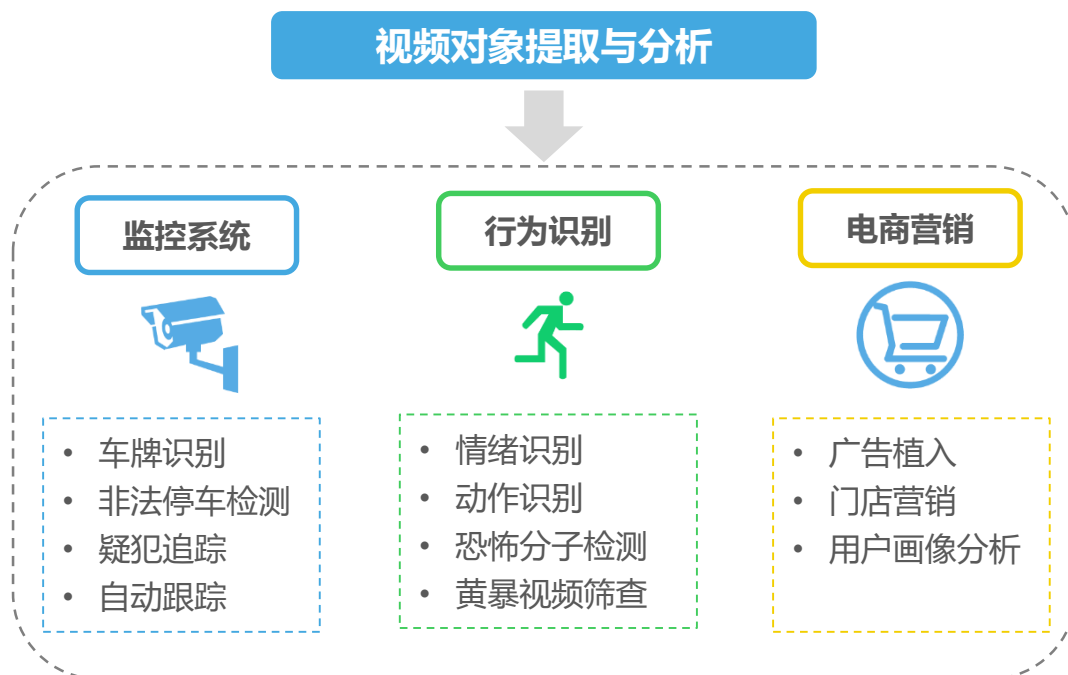 视频对象提取与分析
监控系统
• 车牌识别
• 非法停车检测
• 疑犯追踪
• 自动跟踪
行为识别
• 情绪识别
• 动作识别
• 恐怖分子检测
• 黄暴视频筛查
电商营销
• 广告植入
• 门店营销
• 用户画像分析